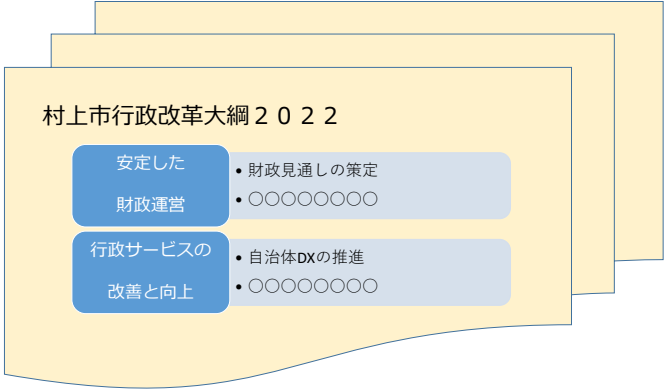 村上市行政改革大綱２０２２
安定した
財政運営
• 財政見通しの策定
• 〇〇〇〇〇〇〇〇
行政サービスの
改善と向上
• 自治体DXの推進
• 〇〇〇〇〇〇〇〇